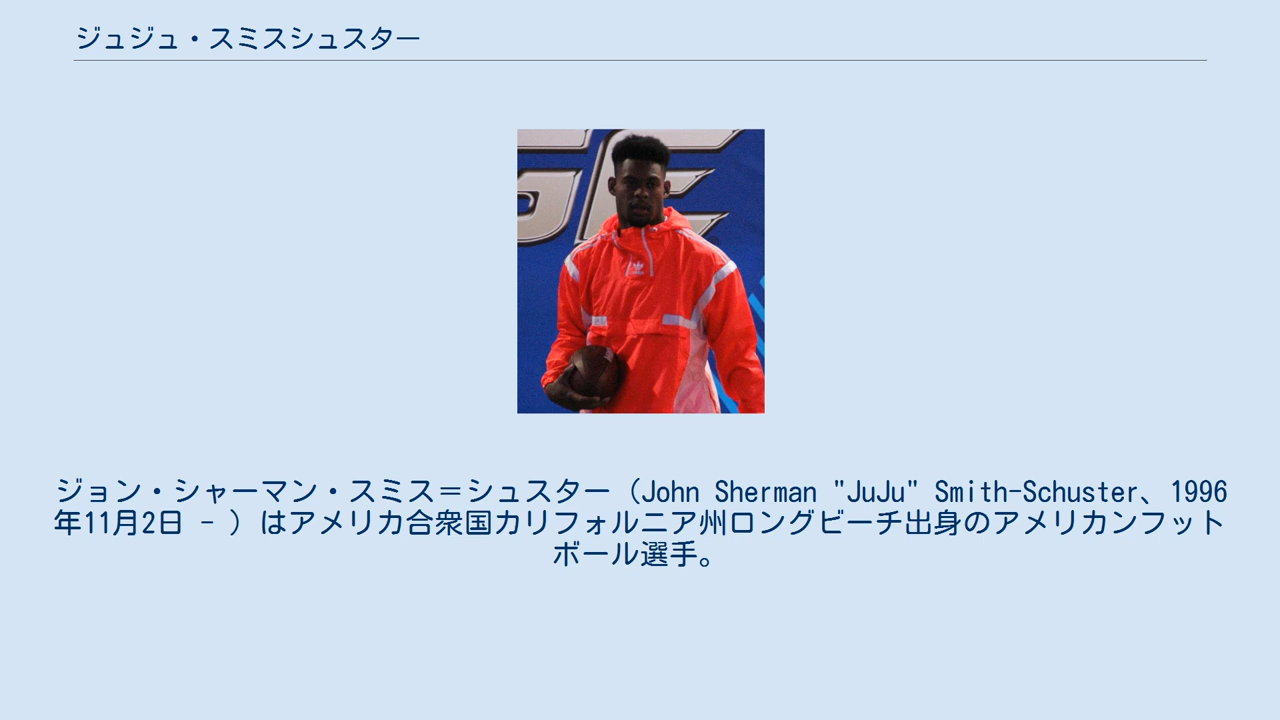 ジュジュ・スミスシュスター
ジョン・シャーマン・スミス＝シュスター（John Sherman "JuJu" Smith-Schuster、1996
年11月2日 - ）はアメリカ合衆国カリフォルニア州ロングビーチ出身のアメリカンフット
ボール選手。